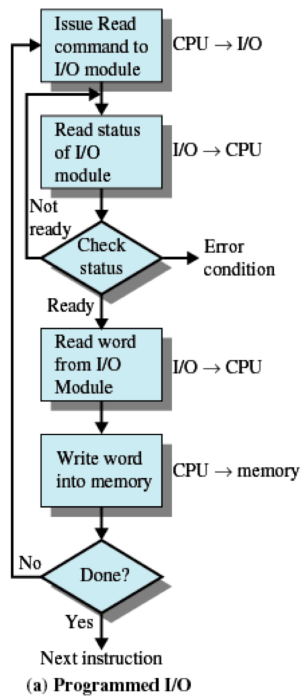 Issue Read
command to
I/O module
CPU → I/O
Read status
of I/O
module
I/O → CPU
Not
ready
Check
status
Error
condition
Ready
Read word
from I/O
Module
I/O → CPU
Write word
into memory
CPU → memory
No
Done?
Yes
Next instruction
(a) Programmed I/O